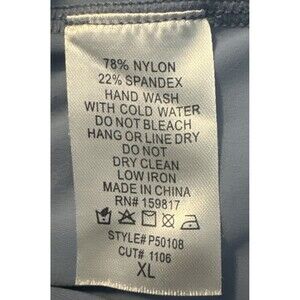 78% NYLON
22% SPANDEX
HAND WASH
WITH COLD WATER
DO NOT BLEACH
HANG OR LINE DRY
DO NOT
DRY CLEAN
LOW IRON
MADE IN CHINA
RN# 159817
STYLE# P50108
CUT# 1106
XL